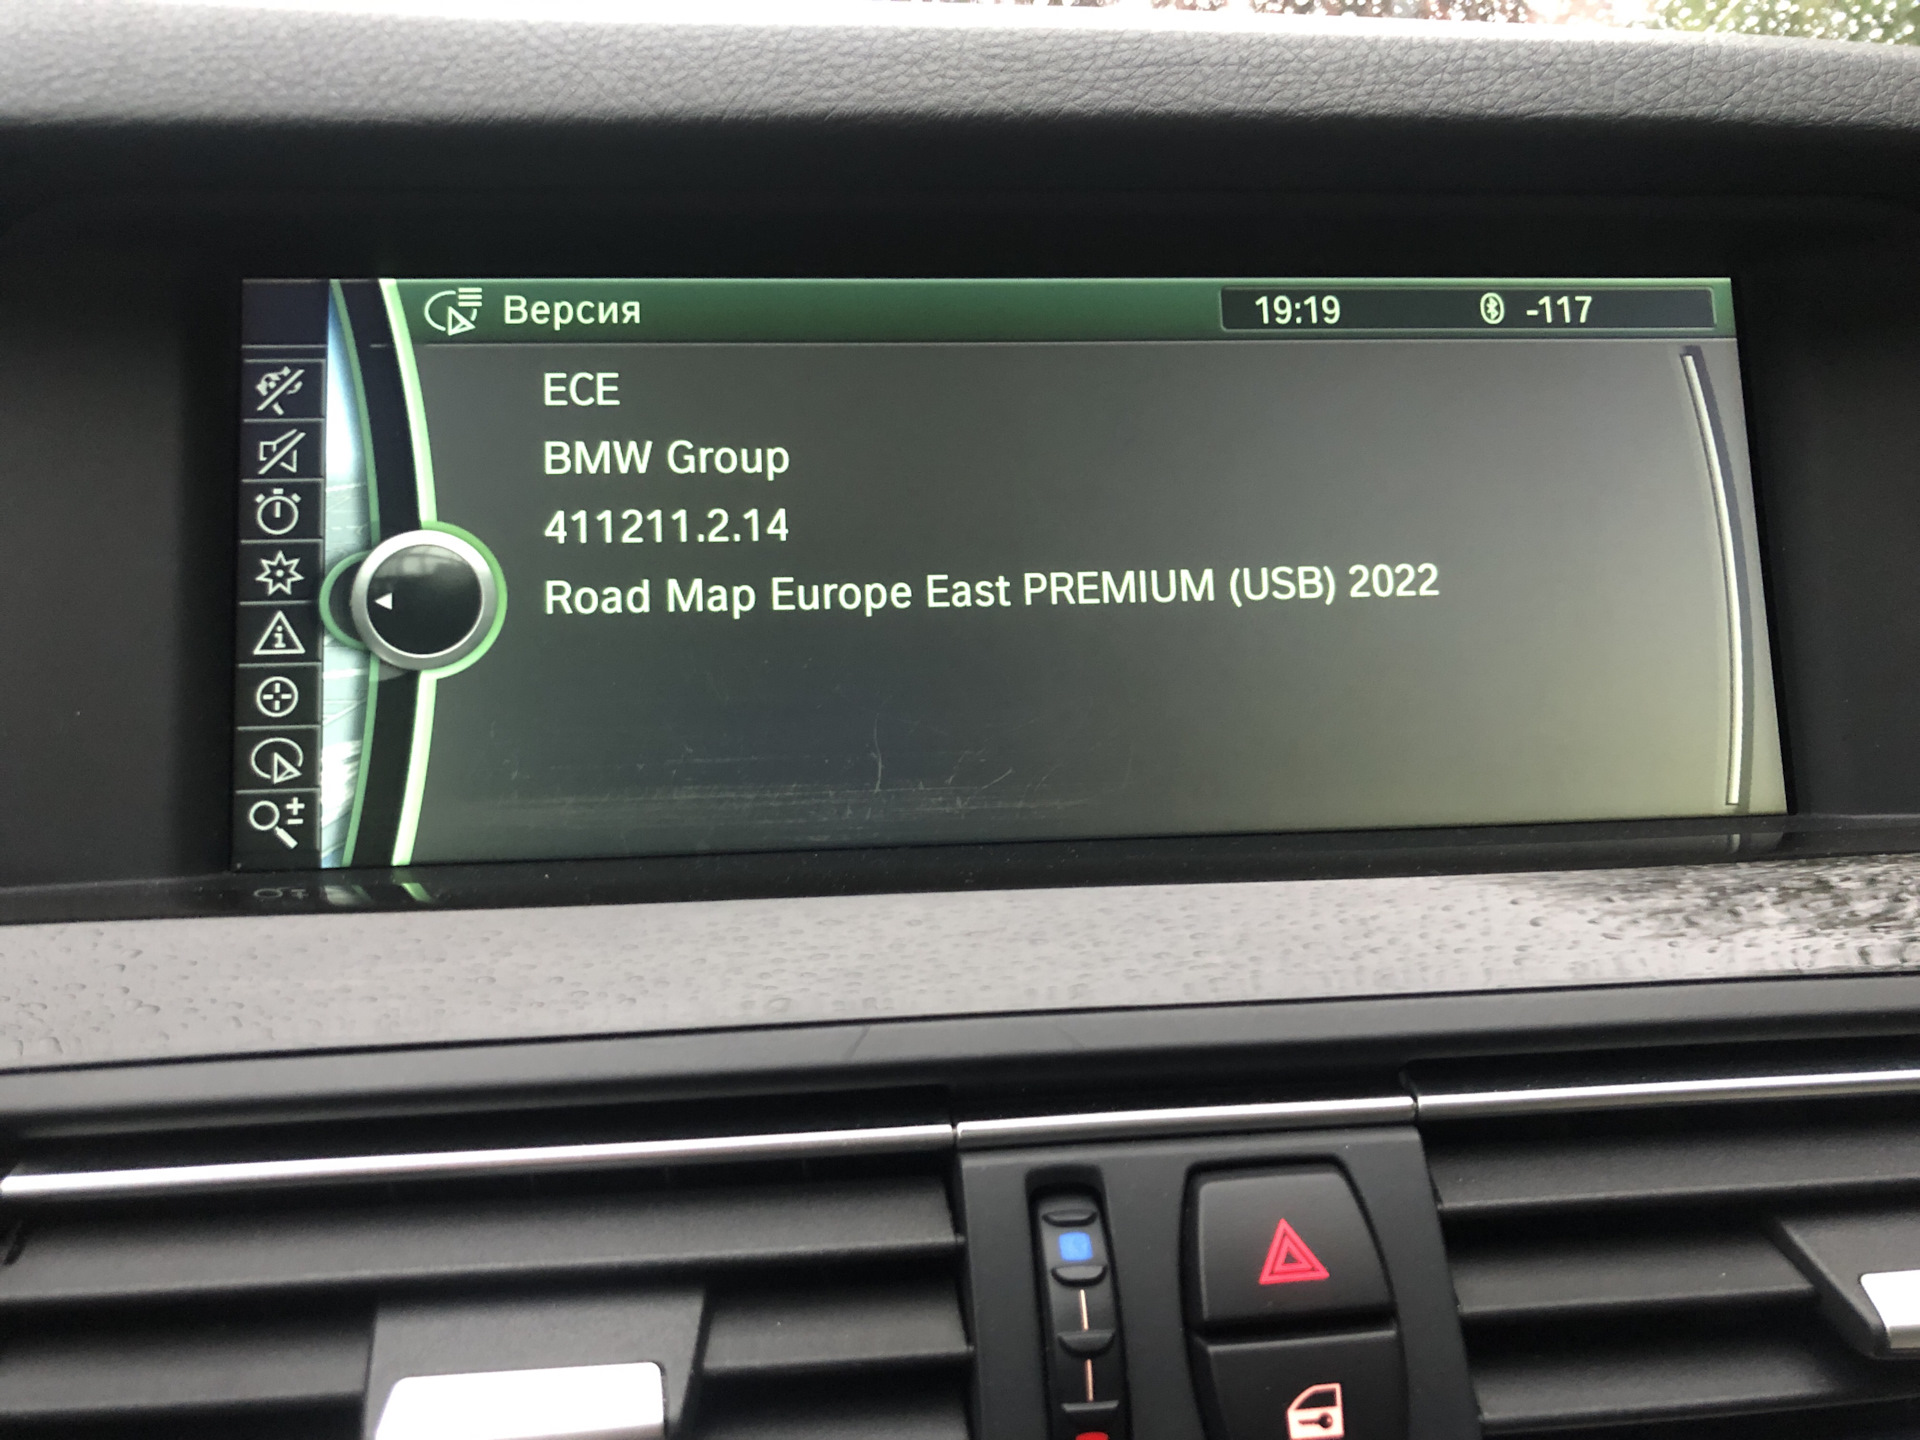 Версия
19:19
-117
ECE
BMW Group
411211.2.14
Road Map Europe East PREMIUM (USB) 2022